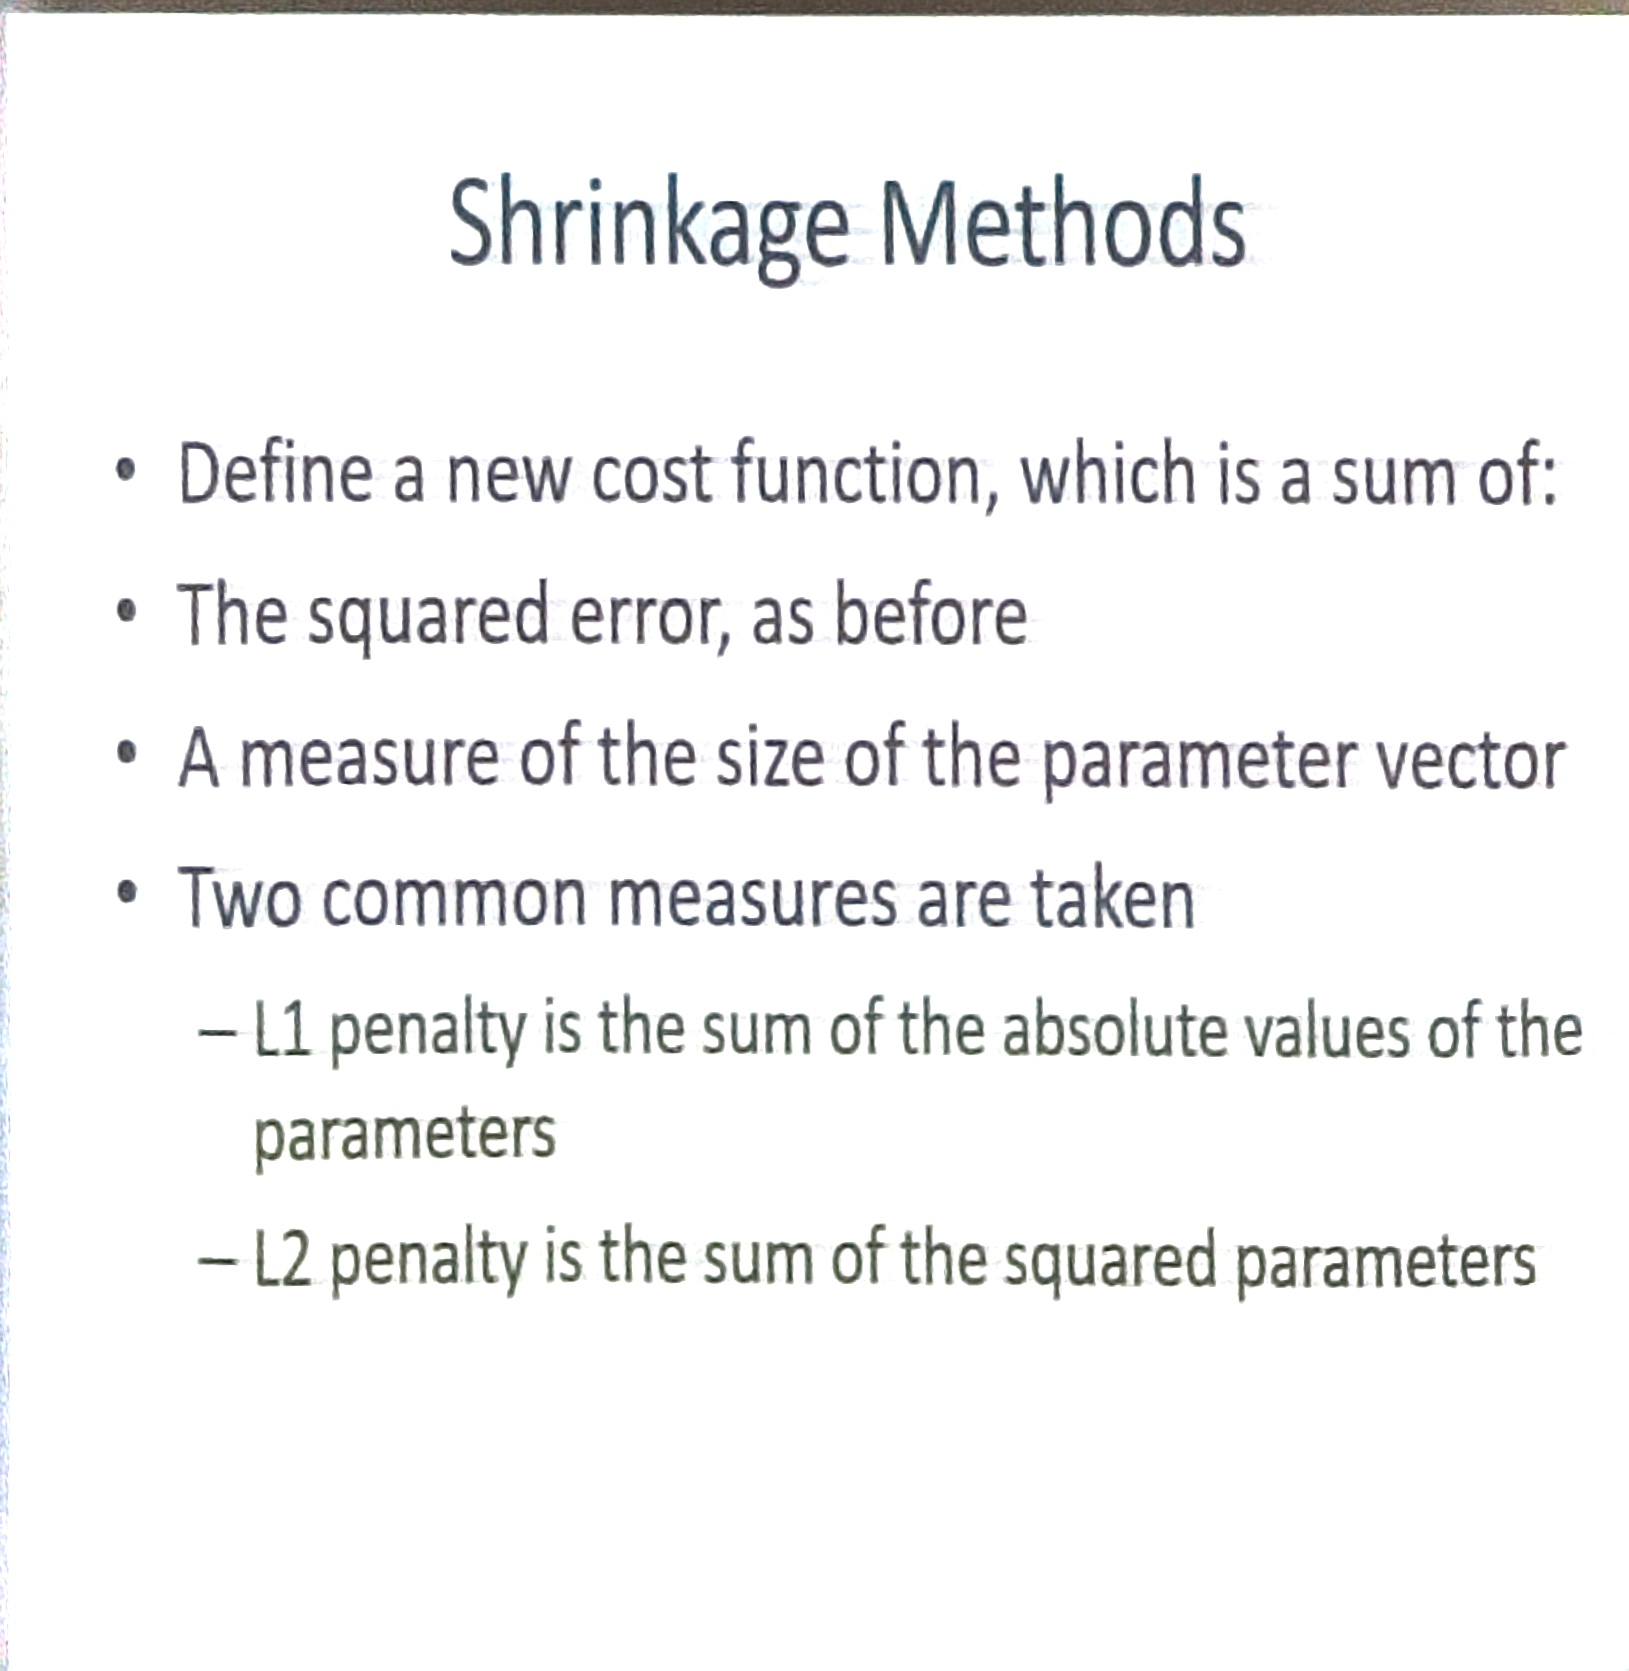 Shrinkage Methods
• Define a new cost function, which is a sum of:
• The squared error, as before
• A measure of the size of the parameter vector
• Two common measures are taken
– L1 penalty is the sum of the absolute values of the
parameters
– L2 penalty is the sum of the squared parameters